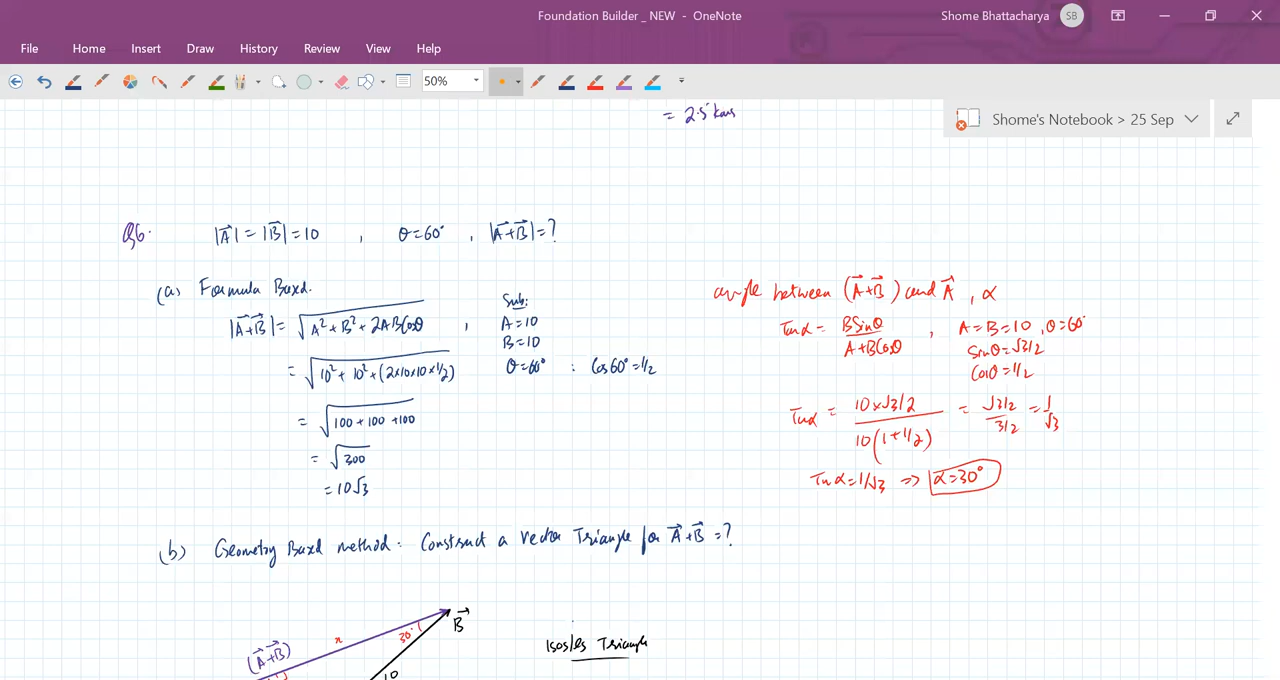 Foundation Builder _ NEW - OneNote
Shome Bhattacharya
SB
File Home Insert Draw History Review View Help
50%
Shome's Notebook > 25 Sep
= 2.5 kms
Q6. |A⃗| = |B⃗| = 10 , θ = 60° , |A⃗+B⃗| = ?
(a) Formula Based.
|A⃗+B⃗| = √(A² + B² + 2ABCosθ) ,
= √(10² + 10² + (2×10×10×1/2))
= √(100 + 100 + 100)
= √300
= 10√3
Sub:
A = 10
B = 10
θ = 60° : Cos60° = 1/2
angle between (A⃗+B⃗) and A⃗ , α
Tanα = BSinθ / A+BCosθ , A = B = 10 , θ = 60°
Sinθ = √3/2
Cosθ = 1/2
Tanα = 10×√3/2 / 10(1+1/2) = √3/2 / 3/2 = 1/√3
Tanα = 1/√3 => α = 30°
(b) Geometry Based method : Construct a Vector Triangle for A⃗+B⃗ = ?
B⃗
30°
x
(A⃗+B⃗)
10
Isosles Triangle